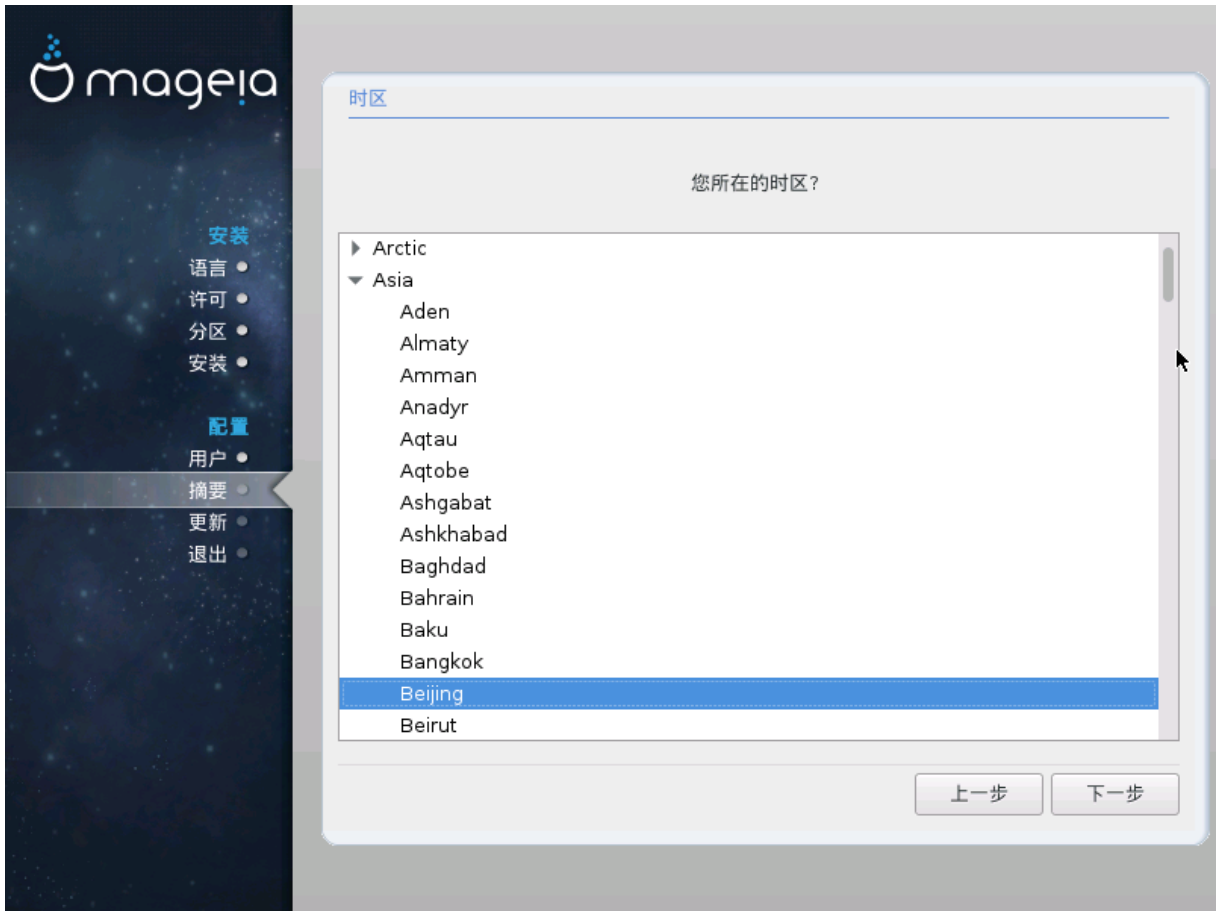 mageia
安装
语言
许可
分区
安装
配置
用户
摘要
更新
退出
时区
您所在的时区?
Arctic
Asia
Aden
Almaty
Amman
Anadyr
Aqtau
Aqtobe
Ashgabat
Ashkhabad
Baghdad
Bahrain
Baku
Bangkok
Beijing
Beirut
上一步
下一步